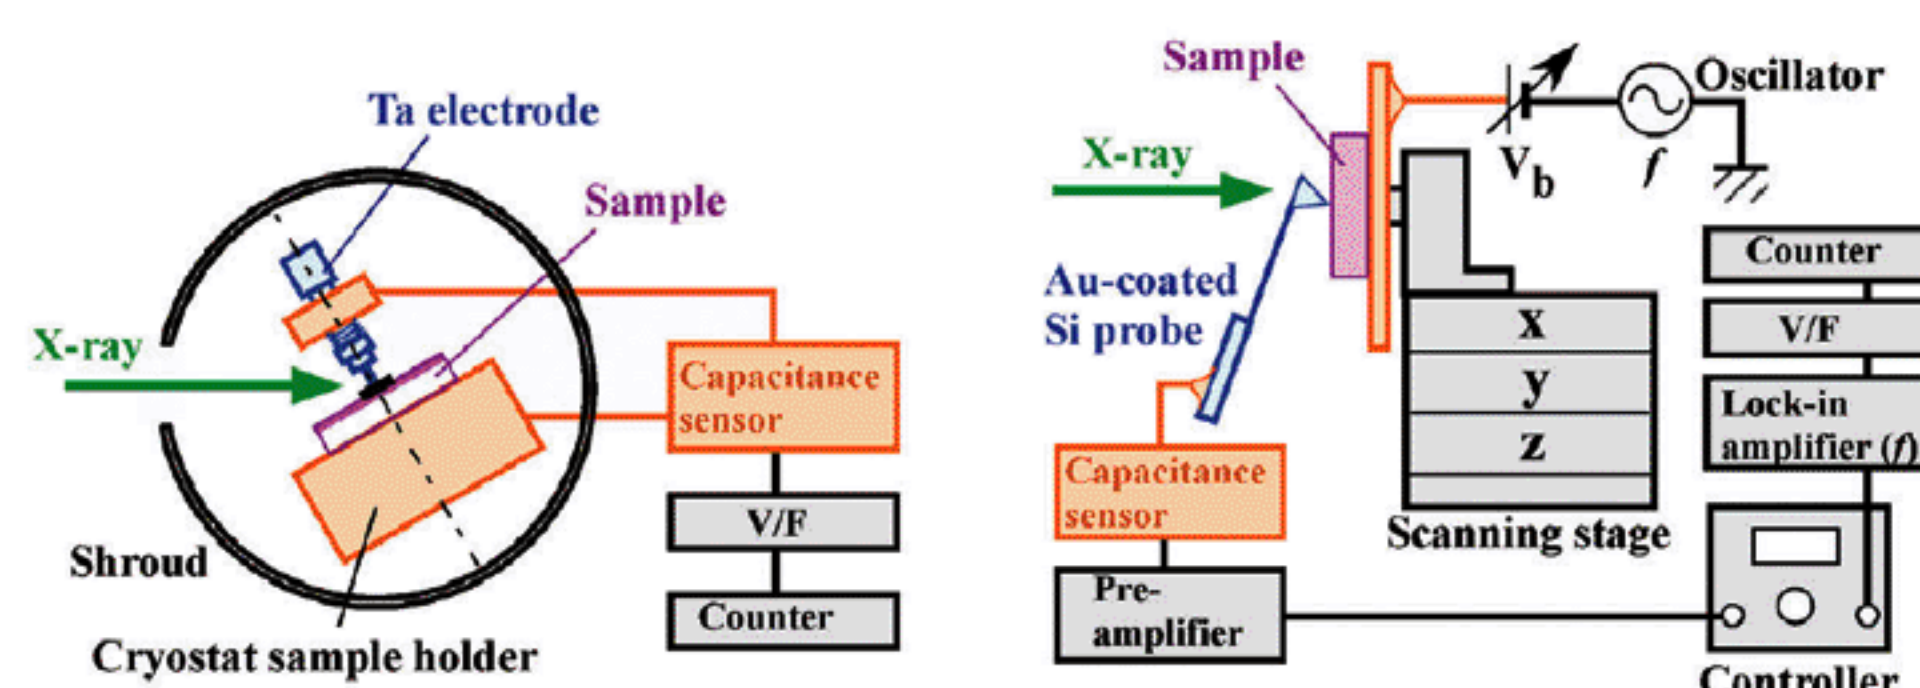 Ta electrode
Sample
X-ray
Capacitance
sensor
V/F
Counter
Shroud
Cryostat sample holder
Sample
Oscillator
X-ray
Vb
f
Au-coated
Si probe
x
y
z
Scanning stage
Capacitance
sensor
Pre-
amplifier
Counter
V/F
Lock-in
amplifier (f)
Controller